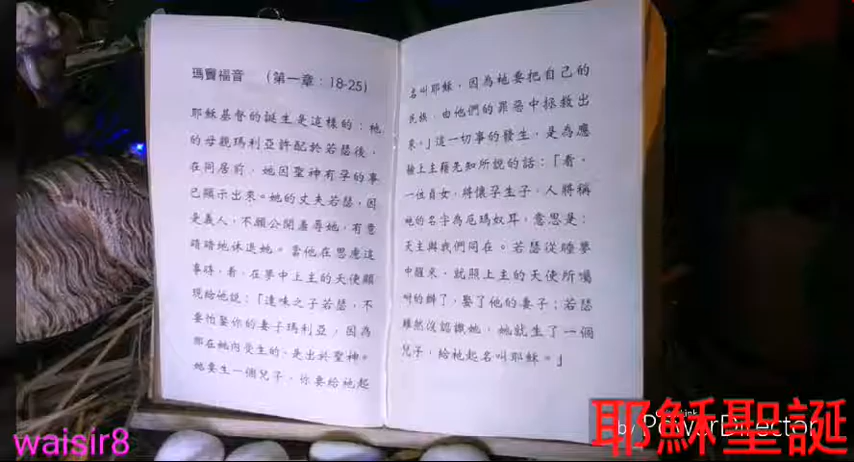 瑪竇福音 （第一章：18-25）
耶穌基督的誕生是這樣的：祂
的母親瑪利亞許配於若瑟後，
在同居前，她因聖神有孕的事
已顯示出來。她的丈夫若瑟，因
是義人，不願公開羞辱她，有意
暗暗地休退她。當他在思慮這
事時，看，在夢中上主的天使顯
現給他說：「達味之子若瑟，不
要怕娶你的妻子瑪利亞，因為
那在她內受生的，是出於聖神。
她要生一個兒子，你要給祂起
名叫耶穌，因為祂要把自己的
民族，由他們的罪惡中拯救出
來。」這一切事的發生，是為應
驗上主藉先知所說的話：「看，
一位貞女，將懷孕生子，人將稱
祂的名字為厄瑪奴耳，意思是：
天主與我們同在。若瑟從睡夢
中醒來，就照上主的天使所囑
咐的辦了，娶了他的妻子；若瑟
雖然沒認識她，她就生了一個
兒子，給祂起名叫耶穌。」
waisir8
by PowerDirector
耶穌聖誕